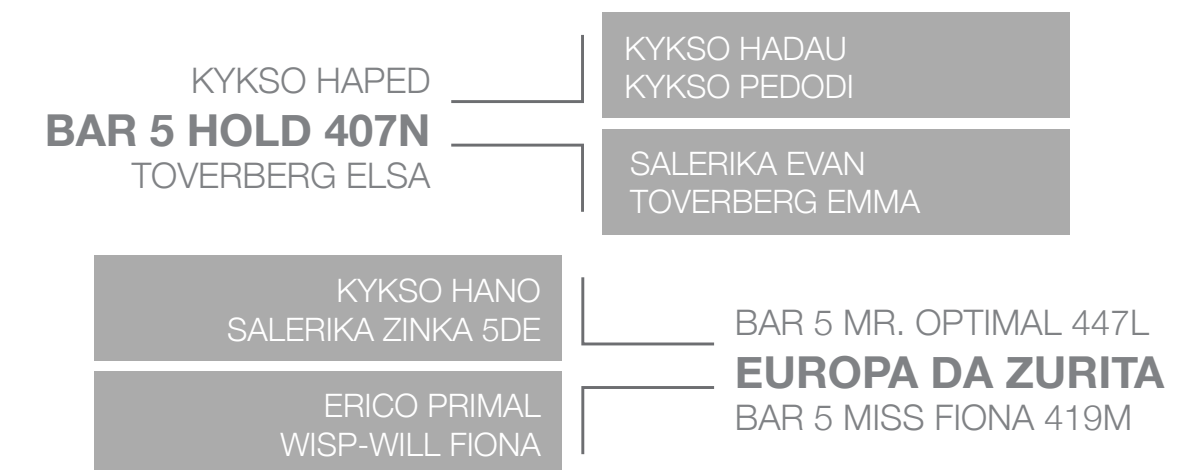 KYKSO HAPED
BAR 5 HOLD 407N
TOVERBERG ELSA
KYKSO HADAU
KYKSO PEDODI
SALERIKA EVAN
TOVERBERG EMMA
KYKSO HANO
SALERIKA ZINKA 5DE
ERICO PRIMAL
WISP-WILL FIONA
BAR 5 MR. OPTIMAL 447L
EUROPA DA ZURITA
BAR 5 MISS FIONA 419M